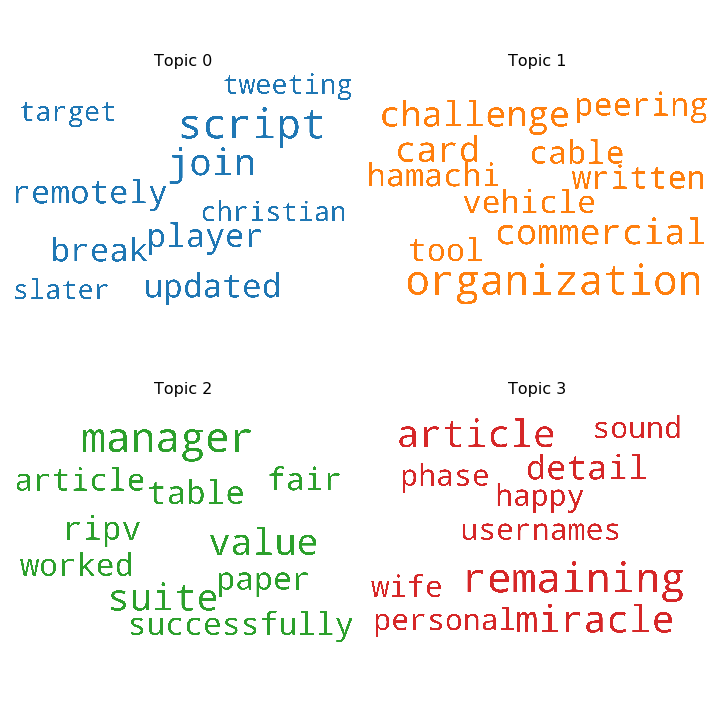 Topic 0
tweeting
target
script
join
remotely
christian
player
break
slater
updated
Topic 1
peering
challenge
card
cable
hamachi
written
vehicle
commercial
tool
organization
Topic 2
manager
article
table
fair
ripv
value
worked
paper
suite
successfully
Topic 3
article
sound
phase
detail
happy
usernames
wife
remaining
personal
miracle